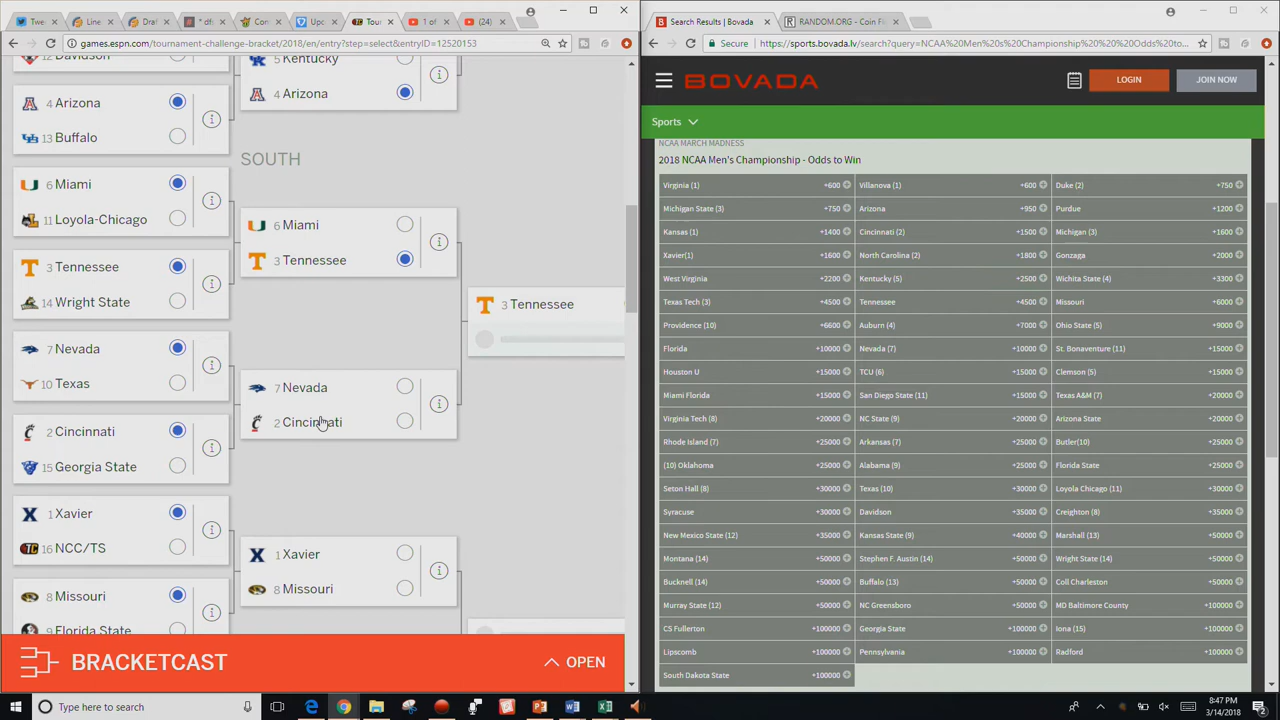 Twe
Onlin
Draf
* dfs
Con
Upc
Tour
1 of
(24)
Search Results | Bovada
RANDOM.ORG - Coin F
games.espn.com/tournament-challenge-bracket/2018/en/entry?step=select&entryID=12520153
Secure
https://sports.bovada.lv/search?query=NCAA%20Men%20s%20Championship%20%20%20Odds%20to...
12 Davidson
4 Arizona
13 Buffalo
6 Miami
11 Loyola-Chicago
3 Tennessee
14 Wright State
7 Nevada
10 Texas
2 Cincinnati
15 Georgia State
1 Xavier
16 NCC/TS
8 Missouri
9 Florida State
5 Kentucky
4 Arizona
SOUTH
6 Miami
3 Tennessee
7 Nevada
2 Cincinnati
1 Xavier
8 Missouri
3 Tennessee
BRACKETCAST
OPEN
BOVADA
LOGIN
JOIN NOW
Sports
NCAA MARCH MADNESS
2018 NCAA Men's Championship - Odds to Win
Virginia (1) +600 Villanova (1) +600 Duke (2) +750
Michigan State (3) +750 Arizona +950 Purdue +1200
Kansas (1) +1400 Cincinnati (2) +1500 Michigan (3) +1600
Xavier(1) +1600 North Carolina (2) +1800 Gonzaga +2000
West Virginia +2200 Kentucky (5) +2500 Wichita State (4) +3300
Texas Tech (3) +4500 Tennessee +4500 Missouri +6000
Providence (10) +6600 Auburn (4) +7000 Ohio State (5) +9000
Florida +10000 Nevada (7) +10000 St. Bonaventure (11) +15000
Houston U +15000 TCU (6) +15000 Clemson (5) +15000
Miami Florida +15000 San Diego State (11) +15000 Texas A&M (7) +20000
Virginia Tech (8) +20000 NC State (9) +20000 Arizona State +20000
Rhode Island (7) +25000 Arkansas (7) +25000 Butler(10) +25000
(10) Oklahoma +25000 Alabama (9) +25000 Florida State +25000
Seton Hall (8) +30000 Texas (10) +30000 Loyola Chicago (11) +30000
Syracuse +30000 Davidson +35000 Creighton (8) +35000
New Mexico State (12) +35000 Kansas State (9) +40000 Marshall (13) +50000
Montana (14) +50000 Stephen F. Austin (14) +50000 Wright State (14) +50000
Bucknell (14) +50000 Buffalo (13) +50000 Coll Charleston +50000
Murray State (12) +50000 NC Greensboro +50000 MD Baltimore County +100000
CS Fullerton +100000 Georgia State +100000 Iona (15) +100000
Lipscomb +100000 Pennsylvania +100000 Radford +100000
South Dakota State +100000
Type here to search
8:47 PM
3/14/2018
2